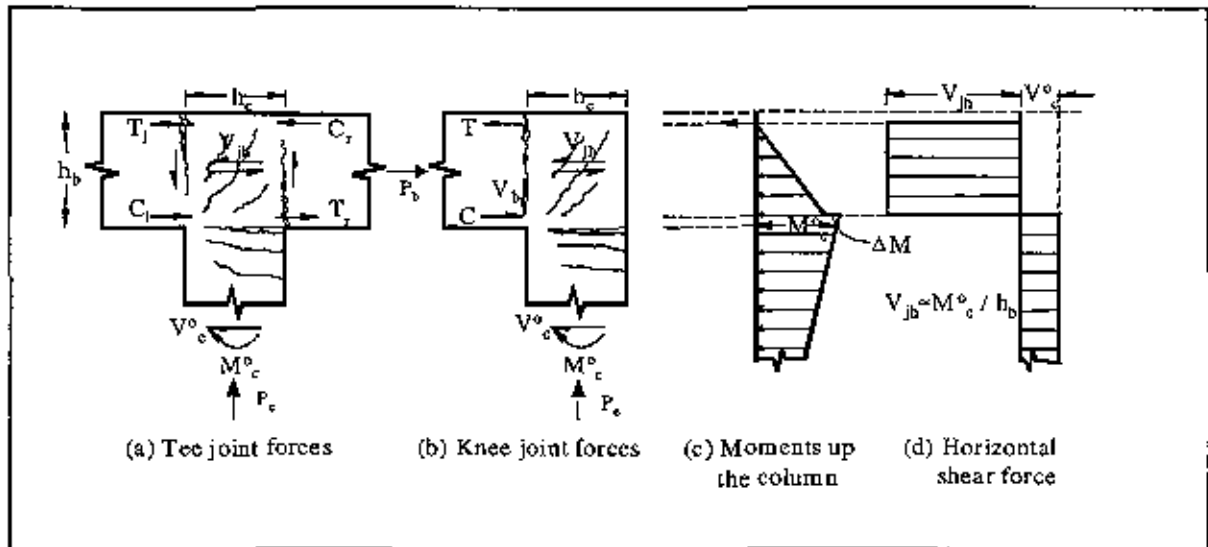 h_c
T_l
C_r
V_jh
h_b
C_l
T_r
P_b
V°_c
M°_c
P_c
(a) Tee joint forces
h_c
T
V_jh
V_b
C
V°_c
M°_c
P_e
(b) Knee joint forces
M°_c
ΔM
(c) Moments up
the column
V_jh
V°_c
V_jh≈M°_c / h_b
(d) Horizontal
shear force